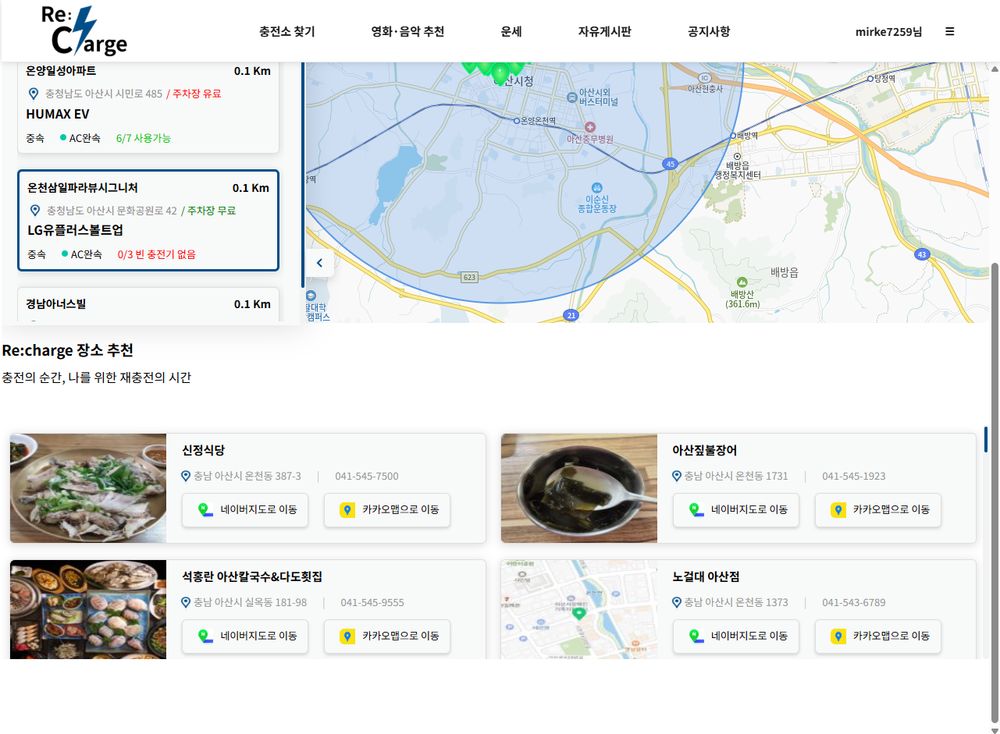 Re:
Charge
충전소 찾기
영화·음악 추천
운세
자유게시판
공지사항
mirke7259님
온양일성아파트
0.1 Km
충청남도 아산시 시민로 485 / 주차장 유료
HUMAX EV
중속
AC완속
6/7 사용가능
온천삼일파라뷰시그니처
0.1 Km
충청남도 아산시 문화공원로 42 / 주차장 무료
LG유플러스볼트업
중속
AC완속
0/3 빈 충전기 없음
경남아너스빌
0.1 Km
아산시청
아산시외
버스터미널
IC
아산현충사
탕정역
온양온천역
아산충무병원
배방역
45
배방읍
행정복지센터
이순신
종합운동장
43
623
배방읍
배방산
(361.6m)
21
찰대학
캠퍼스
Re:charge 장소 추천
충전의 순간, 나를 위한 재충전의 시간
신정식당
충남 아산시 온천동 387-3 | 041-545-7500
네이버지도로 이동
카카오맵으로 이동
아산짚불장어
충남 아산시 온천동 1731 | 041-545-1923
네이버지도로 이동
카카오맵으로 이동
석홍란 아산칼국수&다도횟집
충남 아산시 실옥동 181-98 | 041-545-9555
네이버지도로 이동
카카오맵으로 이동
노걸대 아산점
충남 아산시 온천동 1373 | 041-543-6789
네이버지도로 이동
카카오맵으로 이동